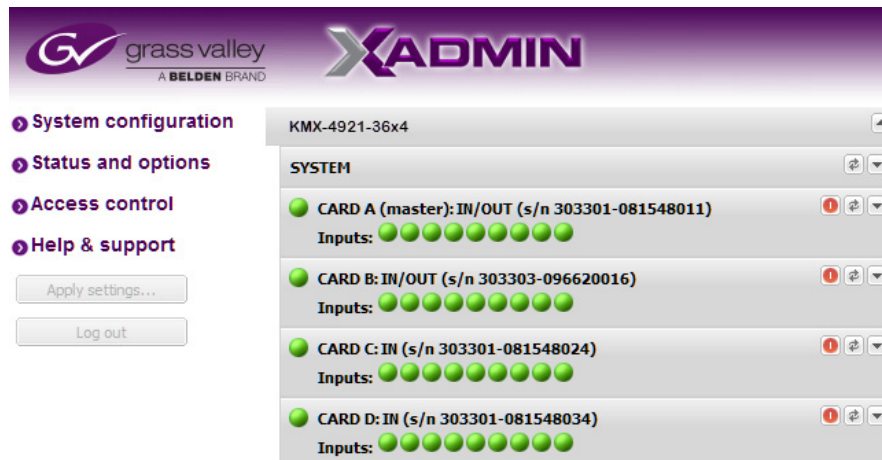 grass valley
A BELDEN BRAND
XADMIN
System configuration
Status and options
Access control
Help & support
Apply settings...
Log out
KMX-4921-36x4
SYSTEM
CARD A (master): IN/OUT (s/n 303301-081548011)
Inputs:
CARD B: IN/OUT (s/n 303303-096620016)
Inputs:
CARD C: IN (s/n 303301-081548024)
Inputs:
CARD D: IN (s/n 303301-081548034)
Inputs: